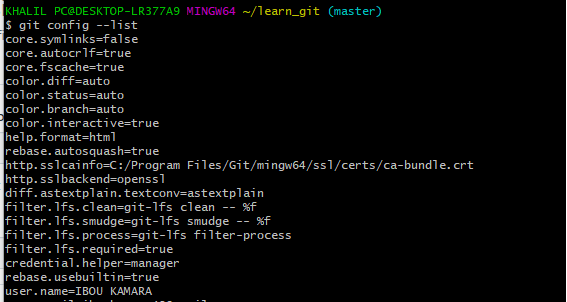 KHALIL PC@DESKTOP-LR377A9 MINGW64 ~/learn_git (master)
$ git config --list
core.symlinks=false
core.autocrlf=true
core.fscache=true
color.diff=auto
color.status=auto
color.branch=auto
color.interactive=true
help.format=html
rebase.autosquash=true
http.sslcainfo=C:/Program Files/Git/mingw64/ssl/certs/ca-bundle.crt
http.sslbackend=openssl
diff.astextplain.textconv=astextplain
filter.lfs.clean=git-lfs clean -- %f
filter.lfs.smudge=git-lfs smudge -- %f
filter.lfs.process=git-lfs filter-process
filter.lfs.required=true
credential.helper=manager
rebase.usebuiltin=true
user.name=IBOU KAMARA